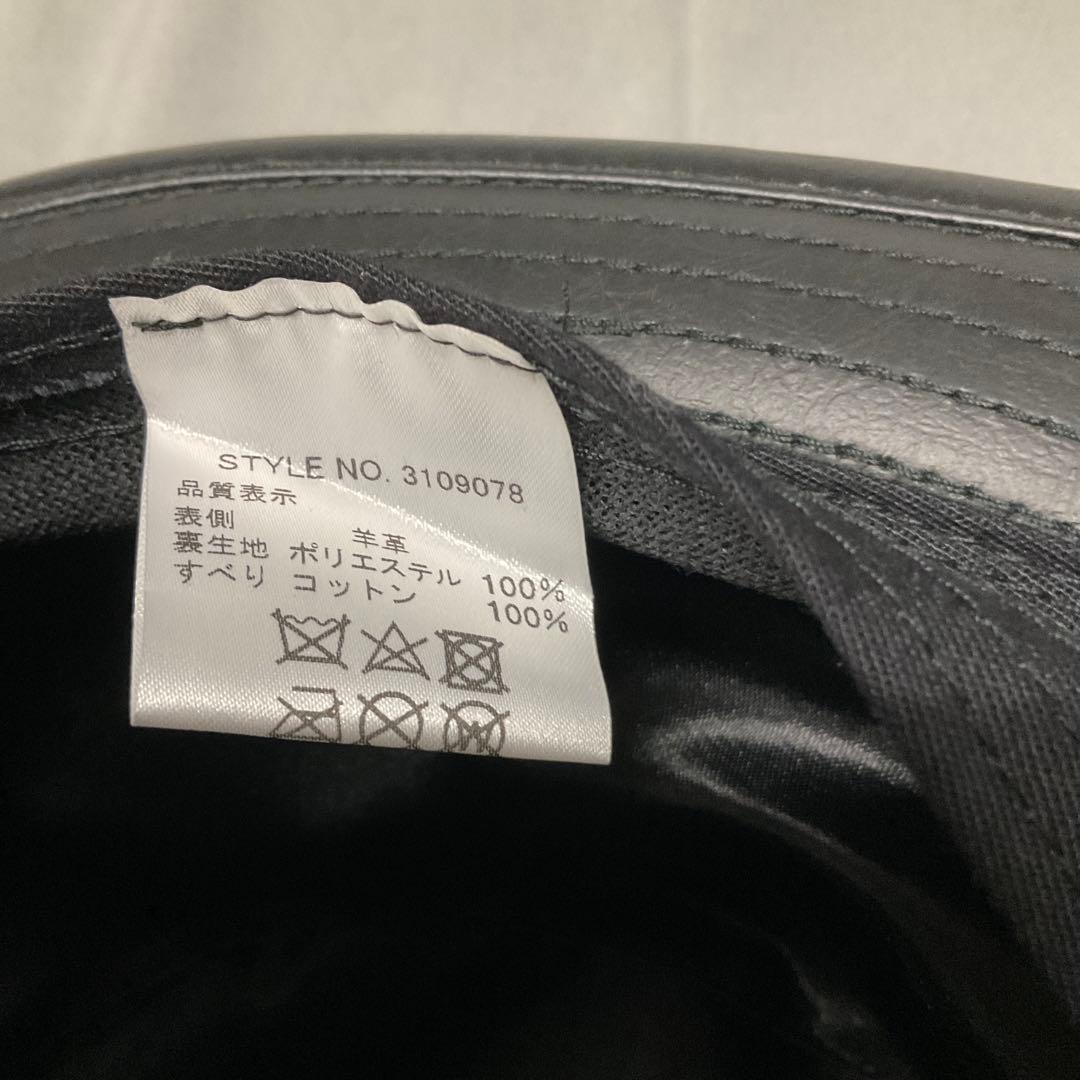 STYLE NO. 3109078
品質表示
表側 羊革
裏生地 ポリエステル 100%
すべり コットン 100%